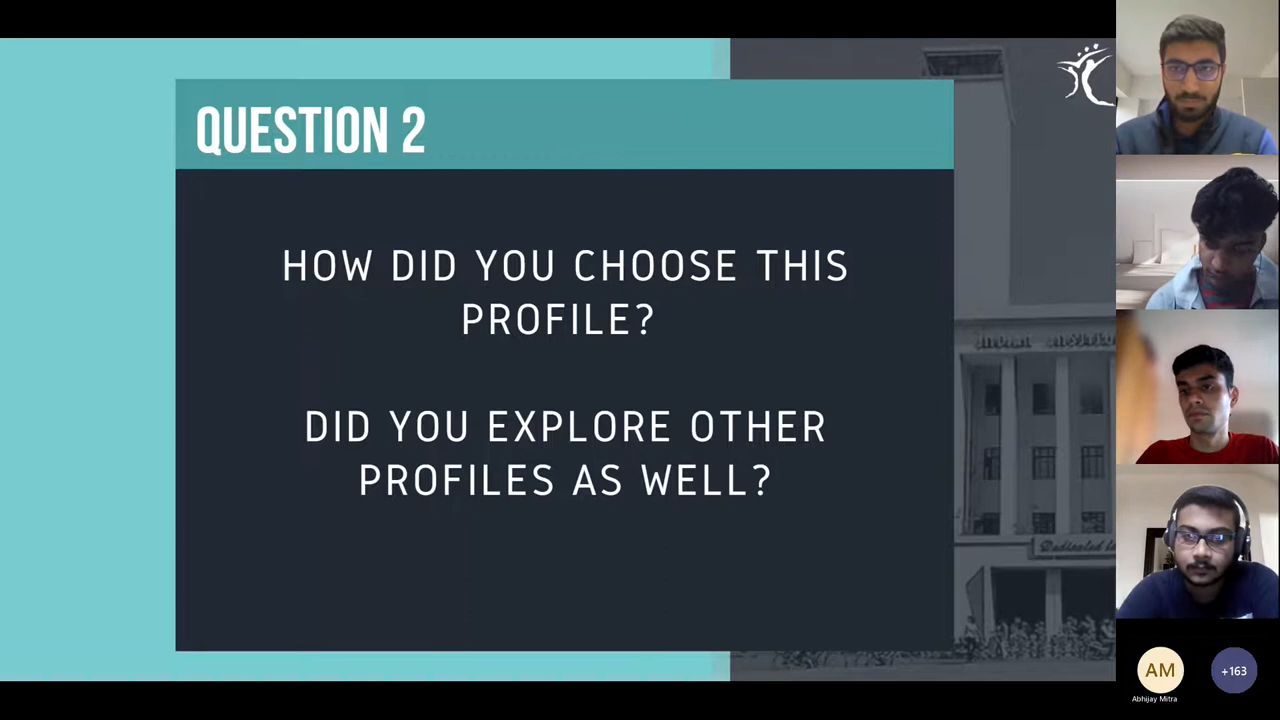 QUESTION 2
HOW DID YOU CHOOSE THIS
PROFILE?
DID YOU EXPLORE OTHER
PROFILES AS WELL?
Dedicated
AM
+163
Abhijay Mitra